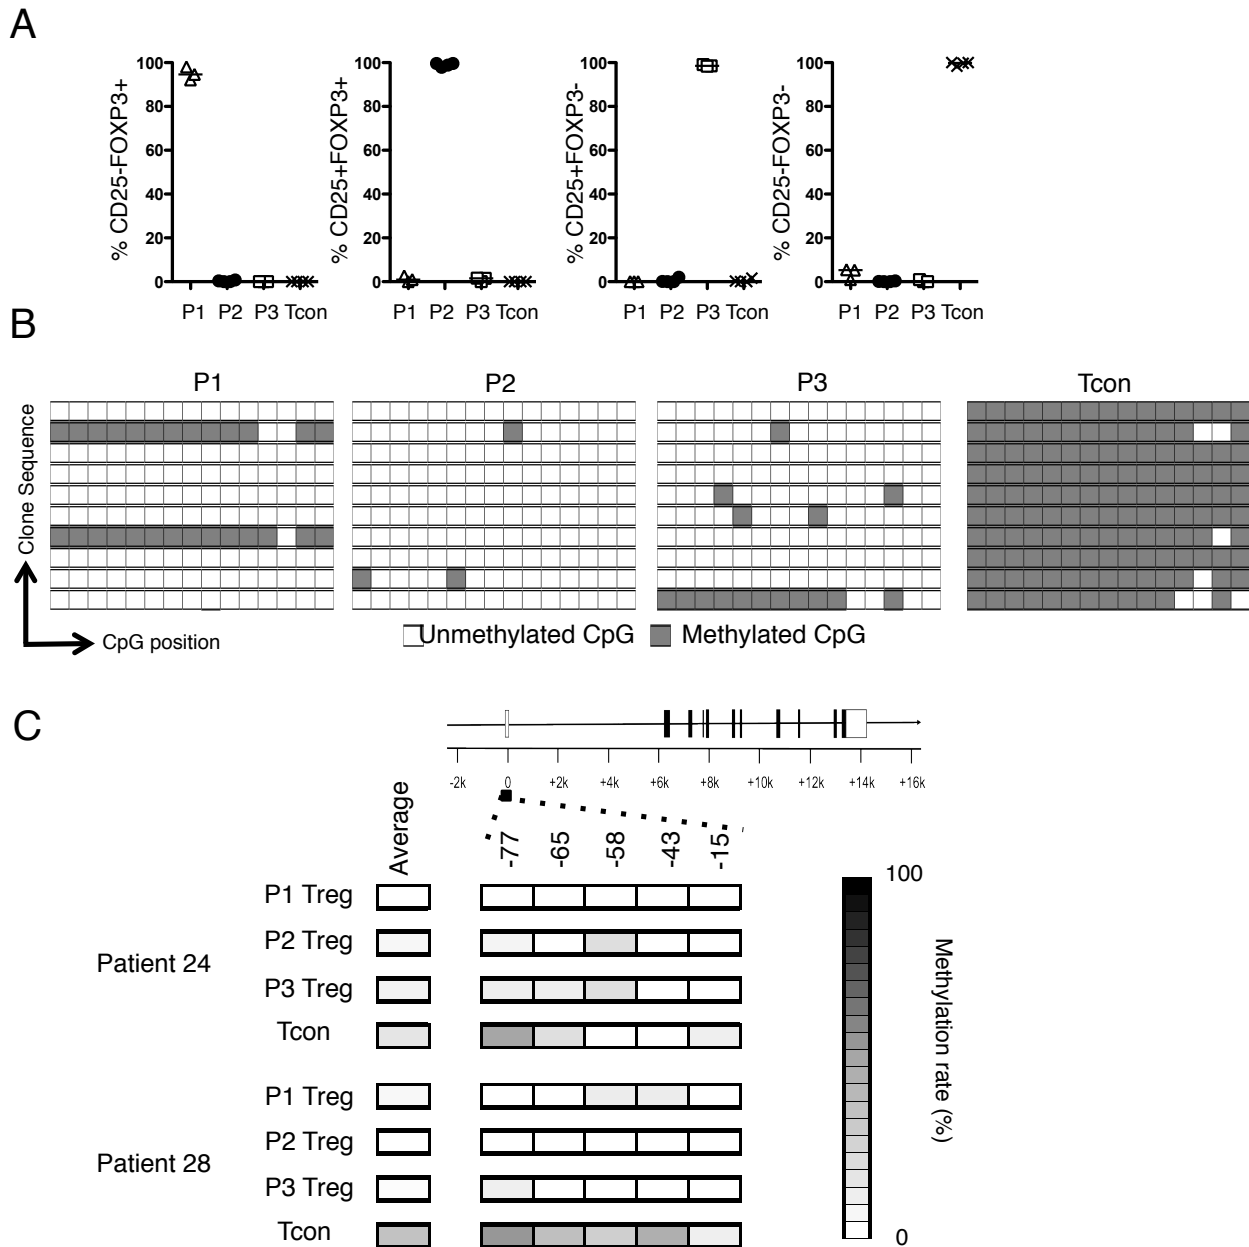 A
% CD25-FOXP3+
100
80
60
40
20
0
P1 P2 P3 Tcon
% CD25+FOXP3+
100
80
60
40
20
0
P1 P2 P3 Tcon
% CD25+FOXP3-
100
80
60
40
20
0
P1 P2 P3 Tcon
% CD25-FOXP3-
100
80
60
40
20
0
P1 P2 P3 Tcon
B
P1 P2 P3 Tcon
Clone Sequence
CpG position
Unmethylated CpG Methylated CpG
C
-2k 0 +2k +4k +6k +8k +10k +12k +14k +16k
Average -77 -65 -58 -43 -15
Patient 24
P1 Treg
P2 Treg
P3 Treg
Tcon
Patient 28
P1 Treg
P2 Treg
P3 Treg
Tcon
100
Methylation rate (%)
0